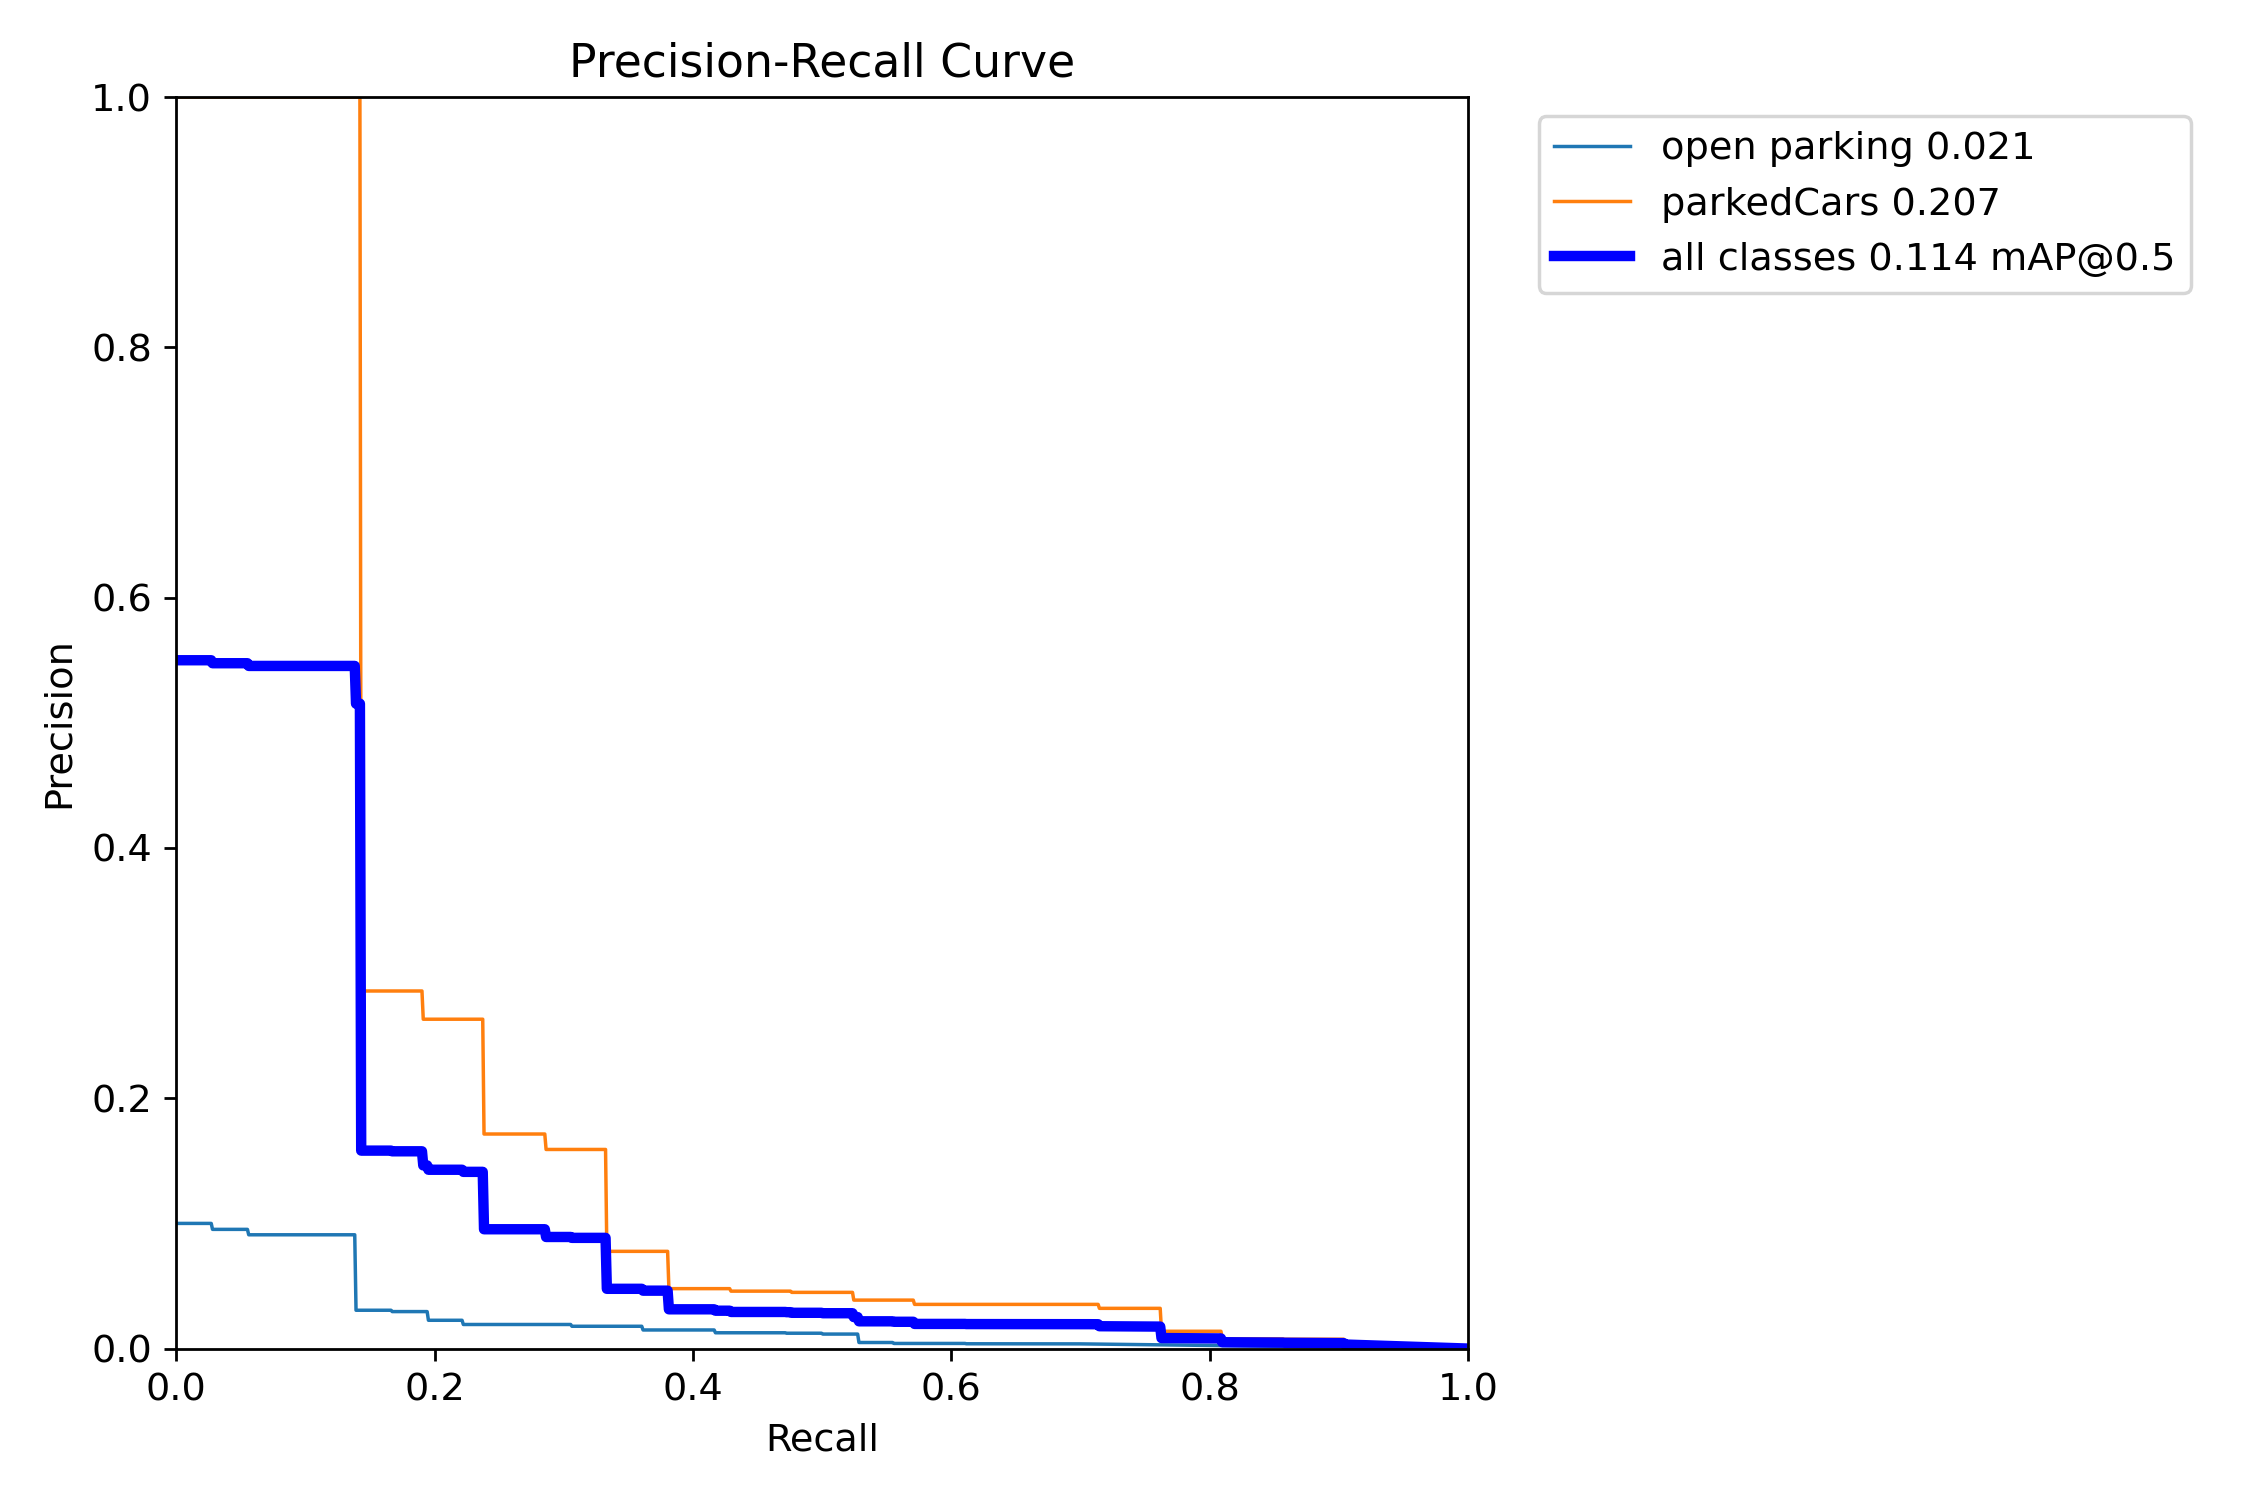 Precision-Recall Curve
1.0
0.8
0.6
0.4
0.2
0.0
Precision
0.0 0.2 0.4 0.6 0.8 1.0
Recall
open parking 0.021
parkedCars 0.207
all classes 0.114 mAP@0.5